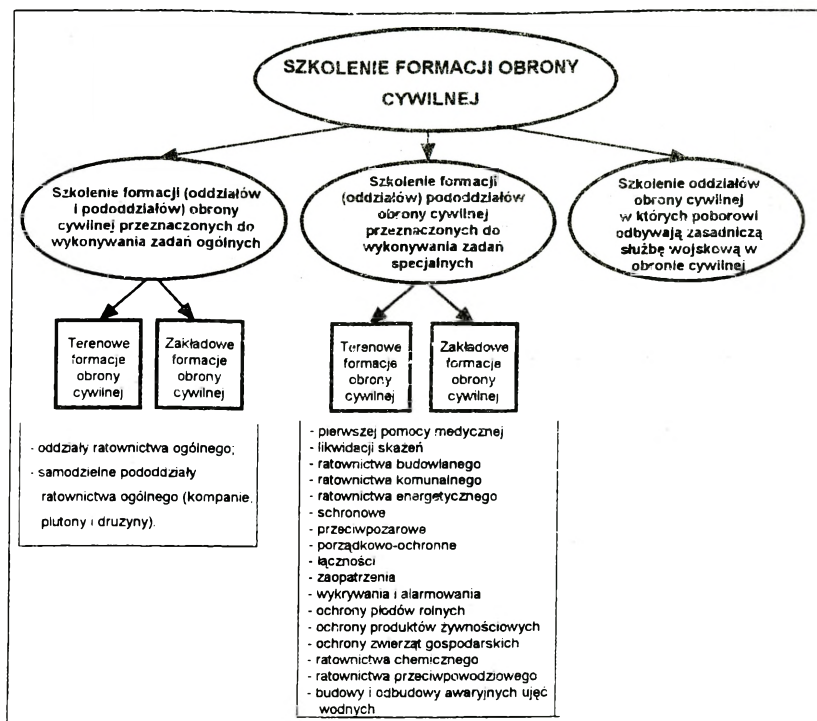 SZKOLENIE FORMACJI OBRONY
CYWILNEJ
Szkolenie formacji (oddziałów
i pododdziałów) obrony
cywilnej przeznaczonych do
wykonywania zadań ogólnych
Szkolenie formacji
(oddziałów) pododdziałów
obrony cywilnej
przeznaczonych do
wykonywania zadań
specjalnych
Szkolenie oddziałów
obrony cywilnej
w których poborowi
odbywają zasadniczą
służbę wojskową w
obronie cywilnej
Terenowe
formacje
obrony
cywilnej
Zakładowe
formacje
obrony
cywilnej
Terenowe
formacje
obrony
cywilnej
Zakładowe
formacje
obrony
cywilnej
- oddziały ratownictwa ogólnego;
- samodzielne pododdziały
ratownictwa ogólnego (kompanie,
plutony i drużyny).
- pierwszej pomocy medycznej
- likwidacji skażeń
- ratownictwa budowlanego
- ratownictwa komunalnego
- ratownictwa energetycznego
- schronowe
- przeciwpożarowe
- porządkowo-ochronne
- łączności
- zaopatrzenia
- wykrywania i alarmowania
- ochrony płodów rolnych
- ochrony produktów żywnościowych
- ochrony zwierząt gospodarskich
- ratownictwa chemicznego
- ratownictwa przeciwpowodziowego
- budowy i odbudowy awaryjnych ujęć
wodnych